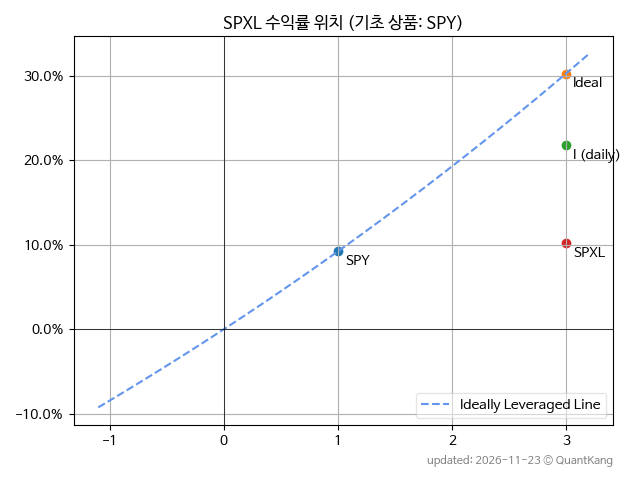 SPXL 수익률 위치 (기초 상품: SPY)
30.0%
20.0%
10.0%
0.0%
−10.0%
Ideal
I (daily)
SPXL
SPY
Ideally Leveraged Line
−1
0
1
2
3
updated: 2026-11-23 © QuantKang